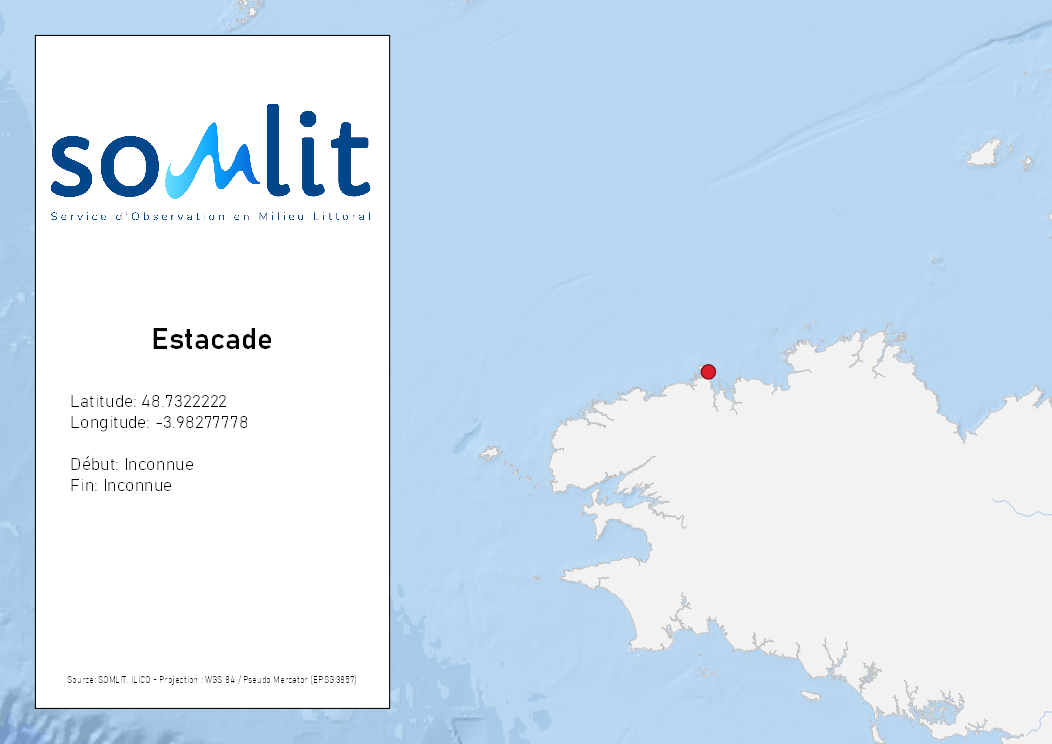 somlit
Service d'Observation en Milieu Littoral
Estacade
Latitude: 48.7322222
Longitude: -3.98277778
Début: Inconnue
Fin: Inconnue
Source: SOMLIT, ILICO - Projection : WGS 84 / Pseudo Mercator (EPSG:3857)